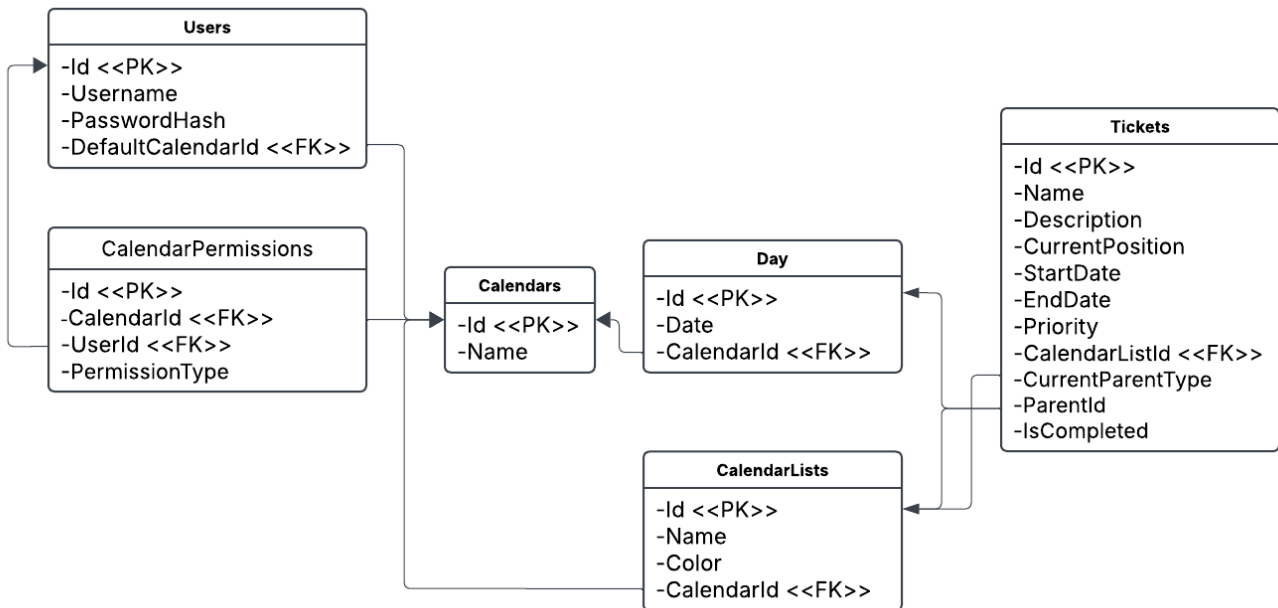 Users
-Id <<PK>>
-Username
-PasswordHash
-DefaultCalendarId <<FK>>
CalendarPermissions
-Id <<PK>>
-CalendarId <<FK>>
-UserId <<FK>>
-PermissionType
Calendars
-Id <<PK>>
-Name
Day
-Id <<PK>>
-Date
-CalendarId <<FK>>
CalendarLists
-Id <<PK>>
-Name
-Color
-CalendarId <<FK>>
Tickets
-Id <<PK>>
-Name
-Description
-CurrentPosition
-StartDate
-EndDate
-Priority
-CalendarListId <<FK>>
-CurrentParentType
-ParentId
-IsCompleted